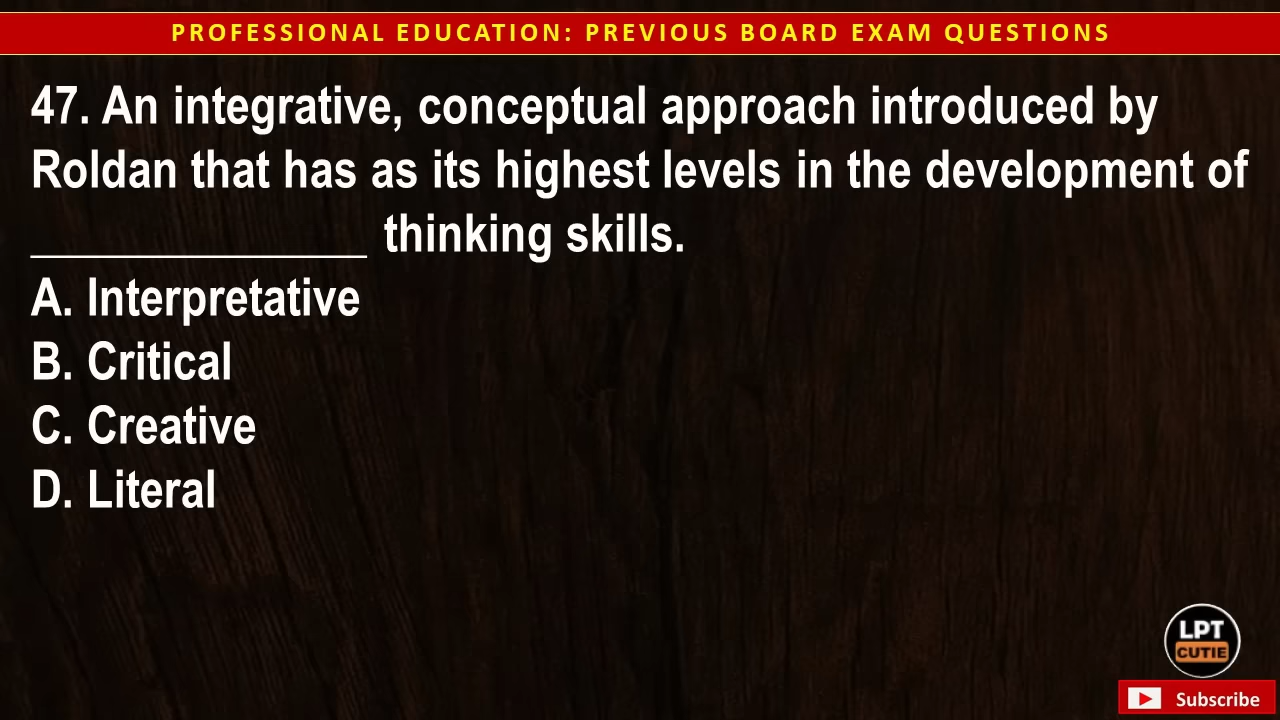 PROFESSIONAL EDUCATION: PREVIOUS BOARD EXAM QUESTIONS
47. An integrative, conceptual approach introduced by
Roldan that has as its highest levels in the development of
____________ thinking skills.
A. Interpretative
B. Critical
C. Creative
D. Literal
LPT
CUTIE
Subscribe